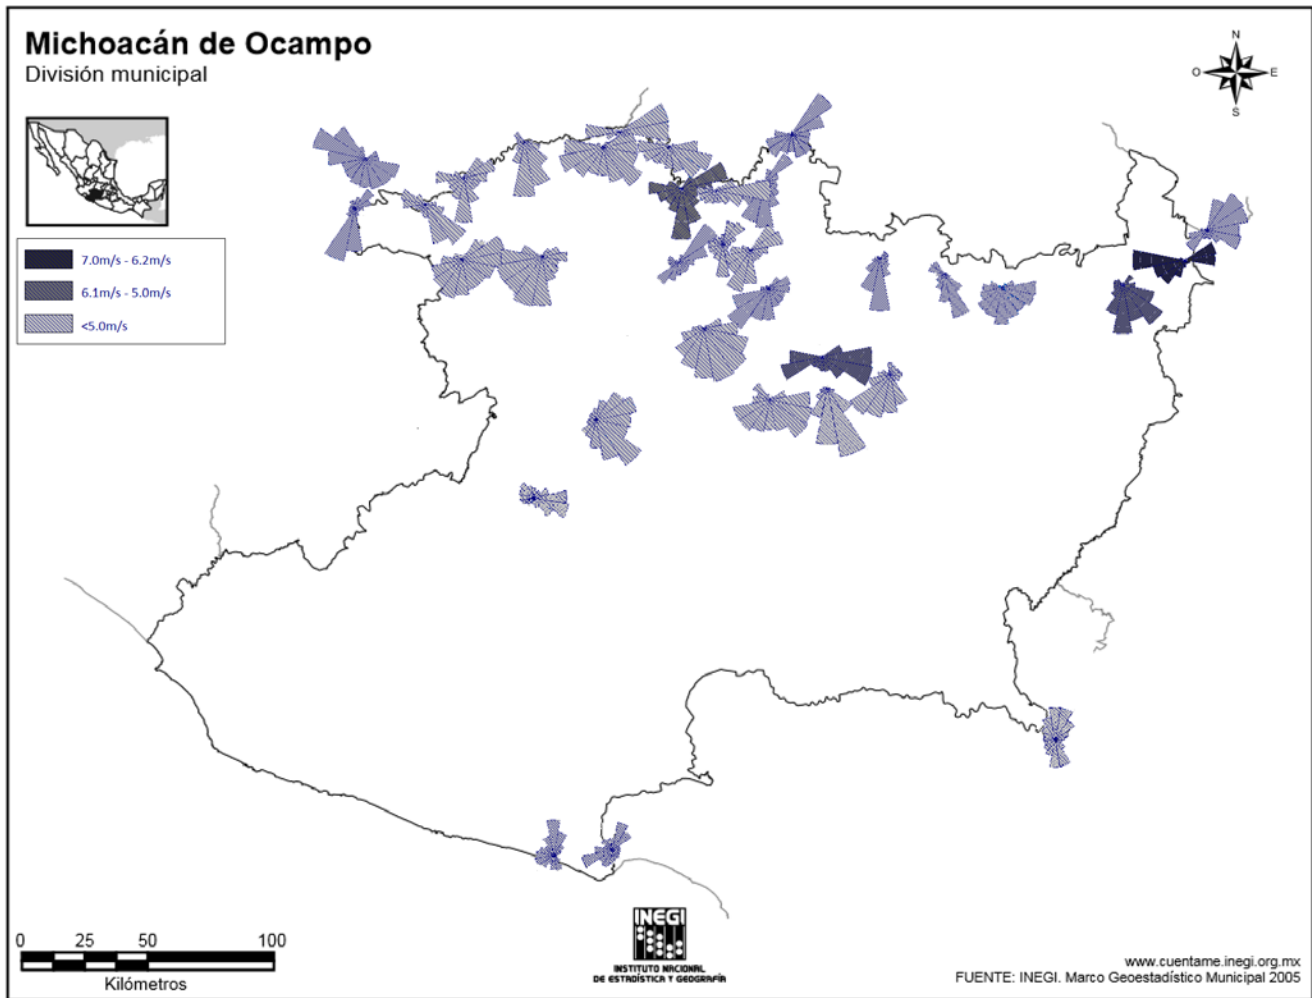 Michoacán de Ocampo
División municipal
N
O
E
S
7.0m/s - 6.2m/s
6.1m/s - 5.0m/s
<5.0m/s
0 25 50 100
Kilómetros
INEGI
INSTITUTO NACIONAL
DE ESTADÍSTICA Y GEOGRAFÍA
www.cuentame.inegi.org.mx
FUENTE: INEGI. Marco Geoestadístico Municipal 2005